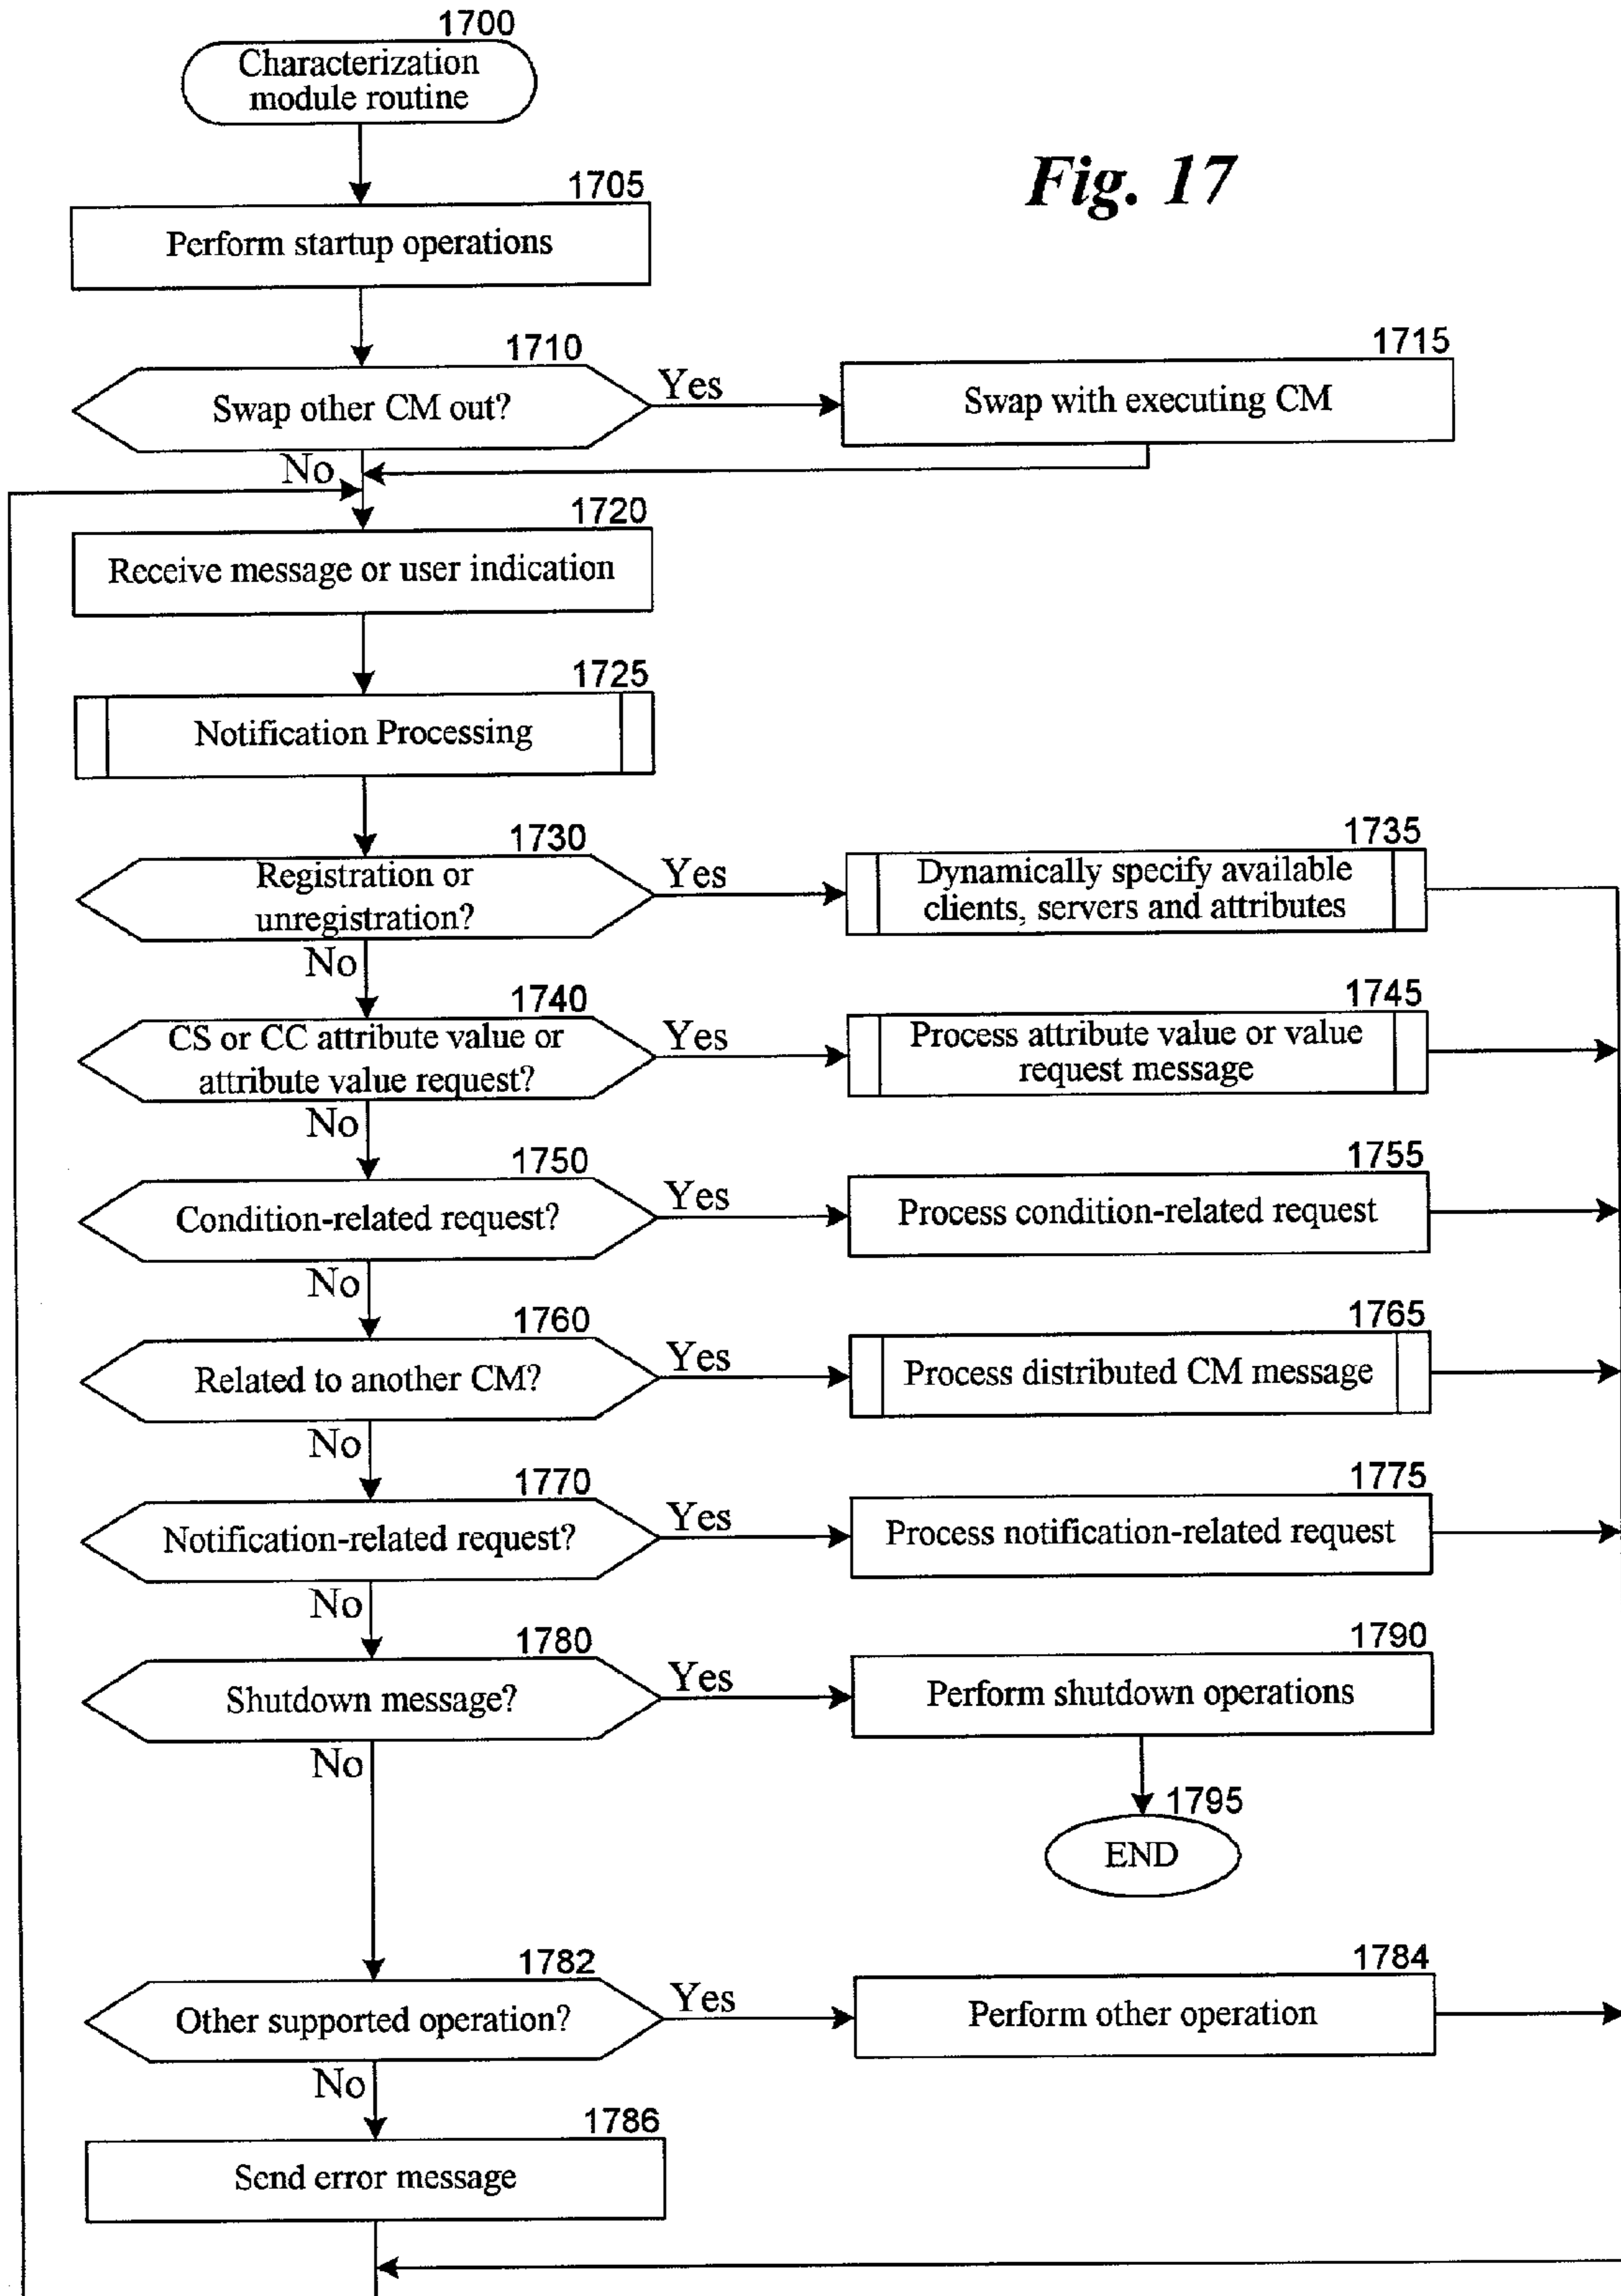 1700
Characterization
module routine
Fig. 17
1705
Perform startup operations
1710
Swap other CM out?
Yes
1715
Swap with executing CM
No
1720
Receive message or user indication
1725
Notification Processing
1730
Registration or
unregistration?
Yes
1735
Dynamically specify available
clients, servers and attributes
No
1740
CS or CC attribute value or
attribute value request?
Yes
1745
Process attribute value or value
request message
No
1750
Condition-related request?
Yes
1755
Process condition-related request
No
1760
Related to another CM?
Yes
1765
Process distributed CM message
No
1770
Notification-related request?
Yes
1775
Process notification-related request
No
1780
Shutdown message?
Yes
1790
Perform shutdown operations
No
1795
END
1782
Other supported operation?
Yes
1784
Perform other operation
No
1786
Send error message